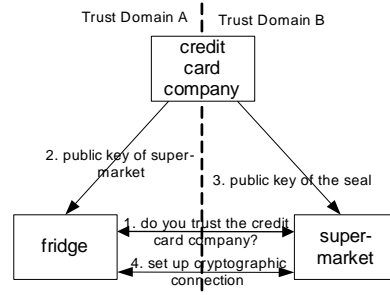 Trust Domain A
Trust Domain B
credit
card
company
2. public key of super-
market
3. public key of the seal
1. do you trust the credit
card company?
fridge
super-
market
4. set up cryptographic
connection